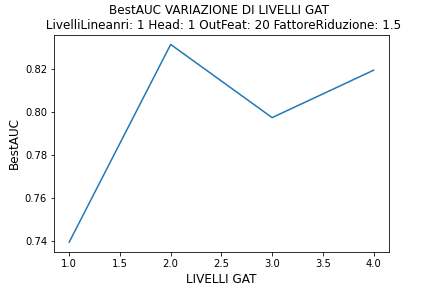 BestAUC VARIAZIONE DI LIVELLI GAT
LivelliLineanri: 1 Head: 1 OutFeat: 20 FattoreRiduzione: 1.5
BestAUC
0.82
0.80
0.78
0.76
0.74
1.0 1.5 2.0 2.5 3.0 3.5 4.0
LIVELLI GAT